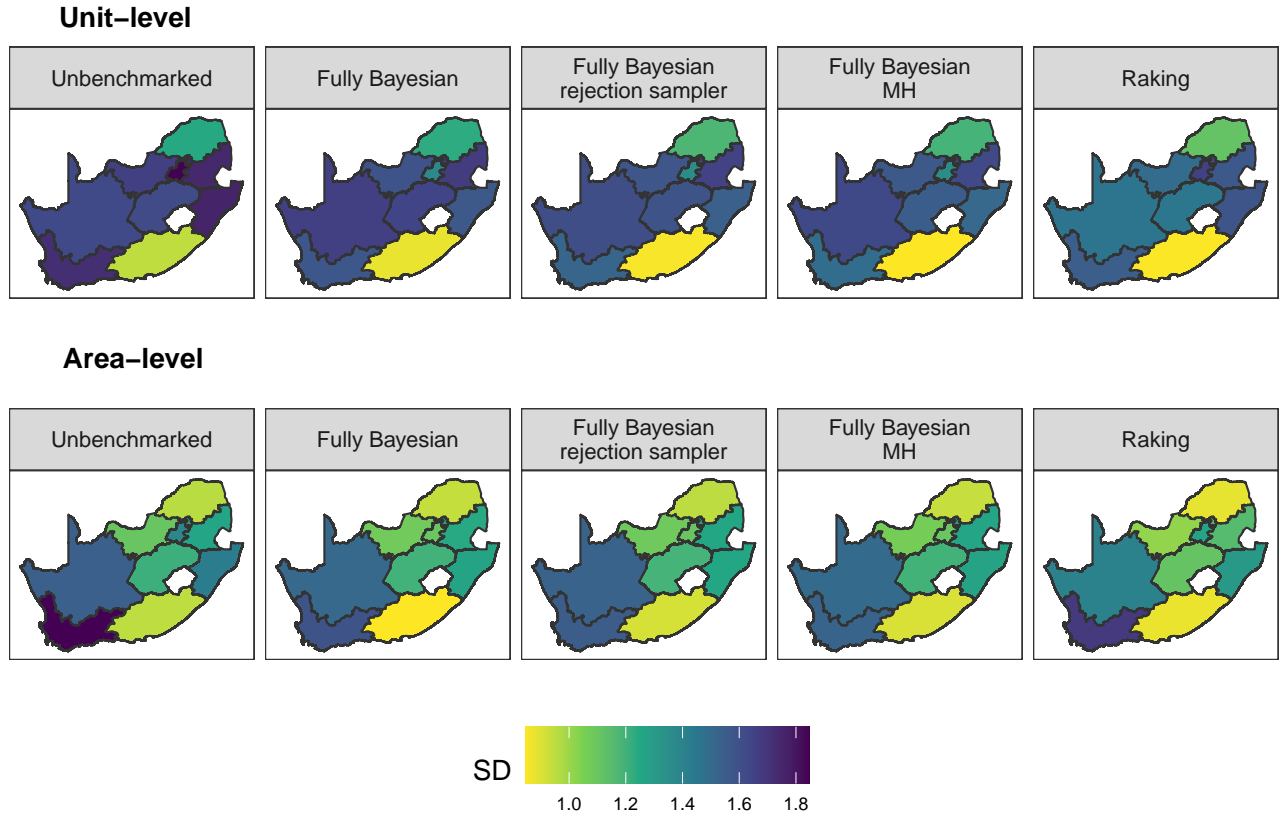 Unit−level
Unbenchmarked
Fully Bayesian
Fully Bayesian
rejection sampler
Fully Bayesian
MH
Raking
Area−level
Unbenchmarked
Fully Bayesian
Fully Bayesian
rejection sampler
Fully Bayesian
MH
Raking
SD
1.0 1.2 1.4 1.6 1.8